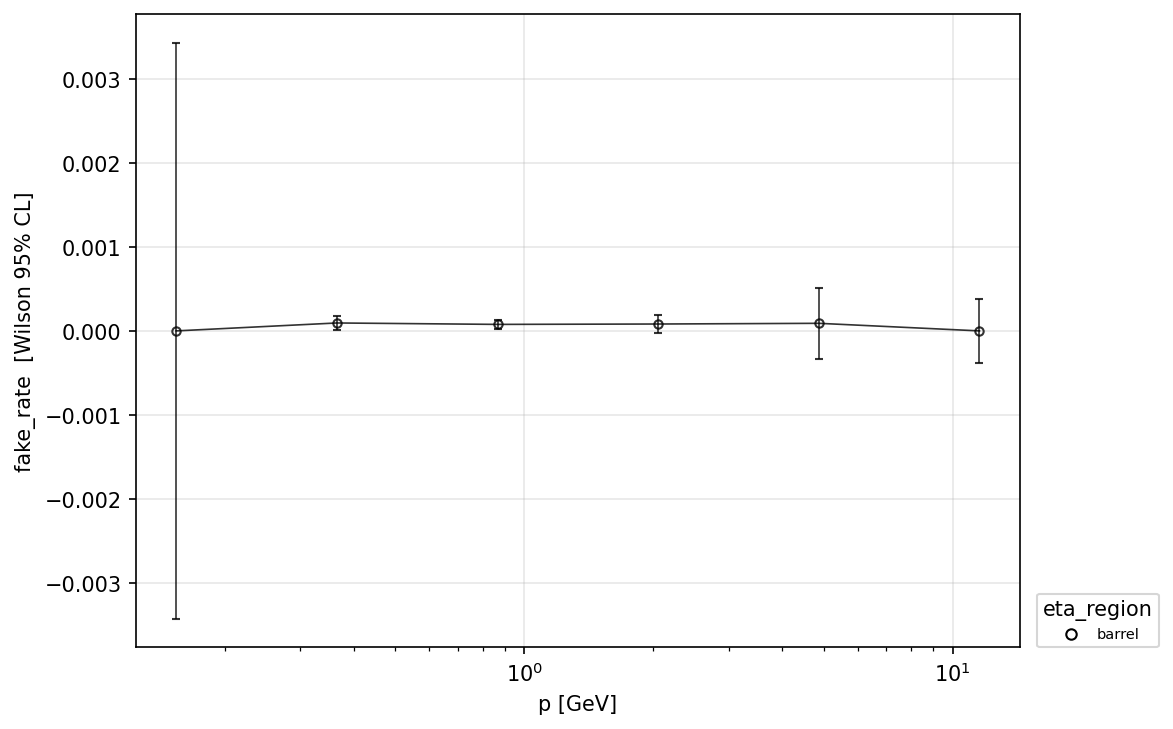 0.003
0.002
0.001
0.000
−0.001
−0.002
−0.003
fake_rate  [Wilson 95% CL]
10⁰
10¹
p [GeV]
eta_region
barrel